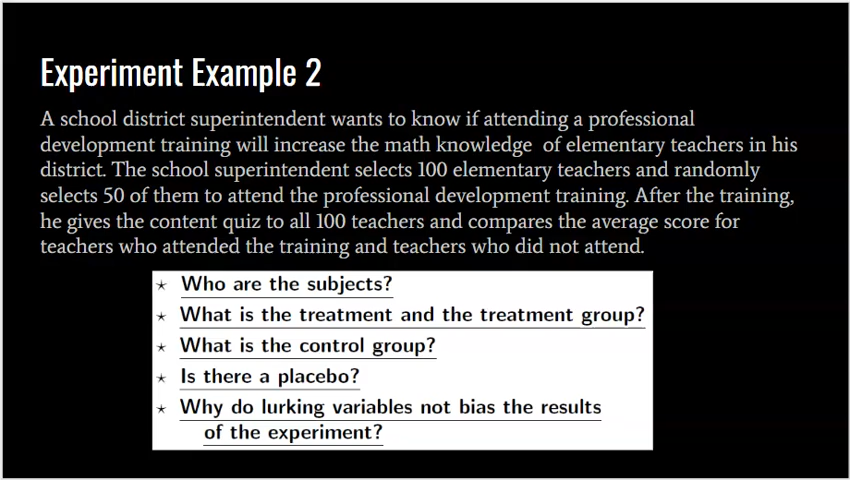 Experiment Example 2
A school district superintendent wants to know if attending a professional
development training will increase the math knowledge of elementary teachers in his
district. The school superintendent selects 100 elementary teachers and randomly
selects 50 of them to attend the professional development training. After the training,
he gives the content quiz to all 100 teachers and compares the average score for
teachers who attended the training and teachers who did not attend.
⋆ Who are the subjects?
⋆ What is the treatment and the treatment group?
⋆ What is the control group?
⋆ Is there a placebo?
⋆ Why do lurking variables not bias the results
of the experiment?